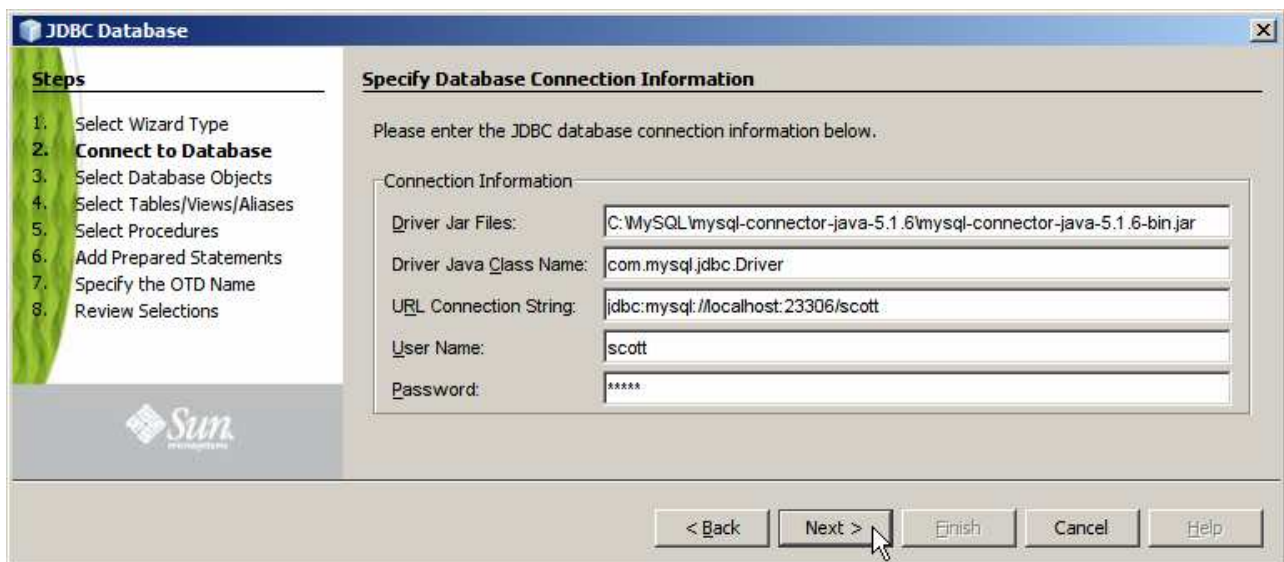 JDBC Database
Steps
1. Select Wizard Type
2. Connect to Database
3. Select Database Objects
4. Select Tables/Views/Aliases
5. Select Procedures
6. Add Prepared Statements
7. Specify the OTD Name
8. Review Selections
Sun
microsystems
Specify Database Connection Information
Please enter the JDBC database connection information below.
Connection Information
Driver Jar Files: C:\MySQL\mysql-connector-java-5.1.6\mysql-connector-java-5.1.6-bin.jar
Driver Java Class Name: com.mysql.jdbc.Driver
URL Connection String: jdbc:mysql://localhost:23306/scott
User Name: scott
Password: *****
< Back Next > Finish Cancel Help